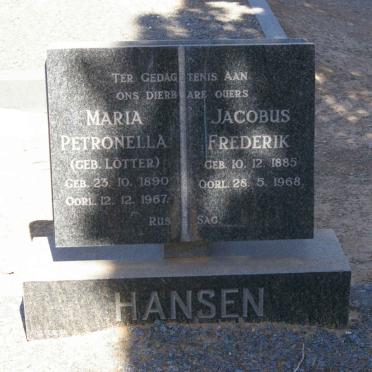 TER GEDAGTENIS AAN
ONS DIERBARE OUERS
MARIA
PETRONELLA
(GEB. LÖTTER)
GEB. 23. 10. 1890
OORL. 12. 12. 1967.
JACOBUS
FREDERIK
GEB. 10. 12. 1885
OORL. 28. 5. 1968.
RUS SAG.
HANSEN